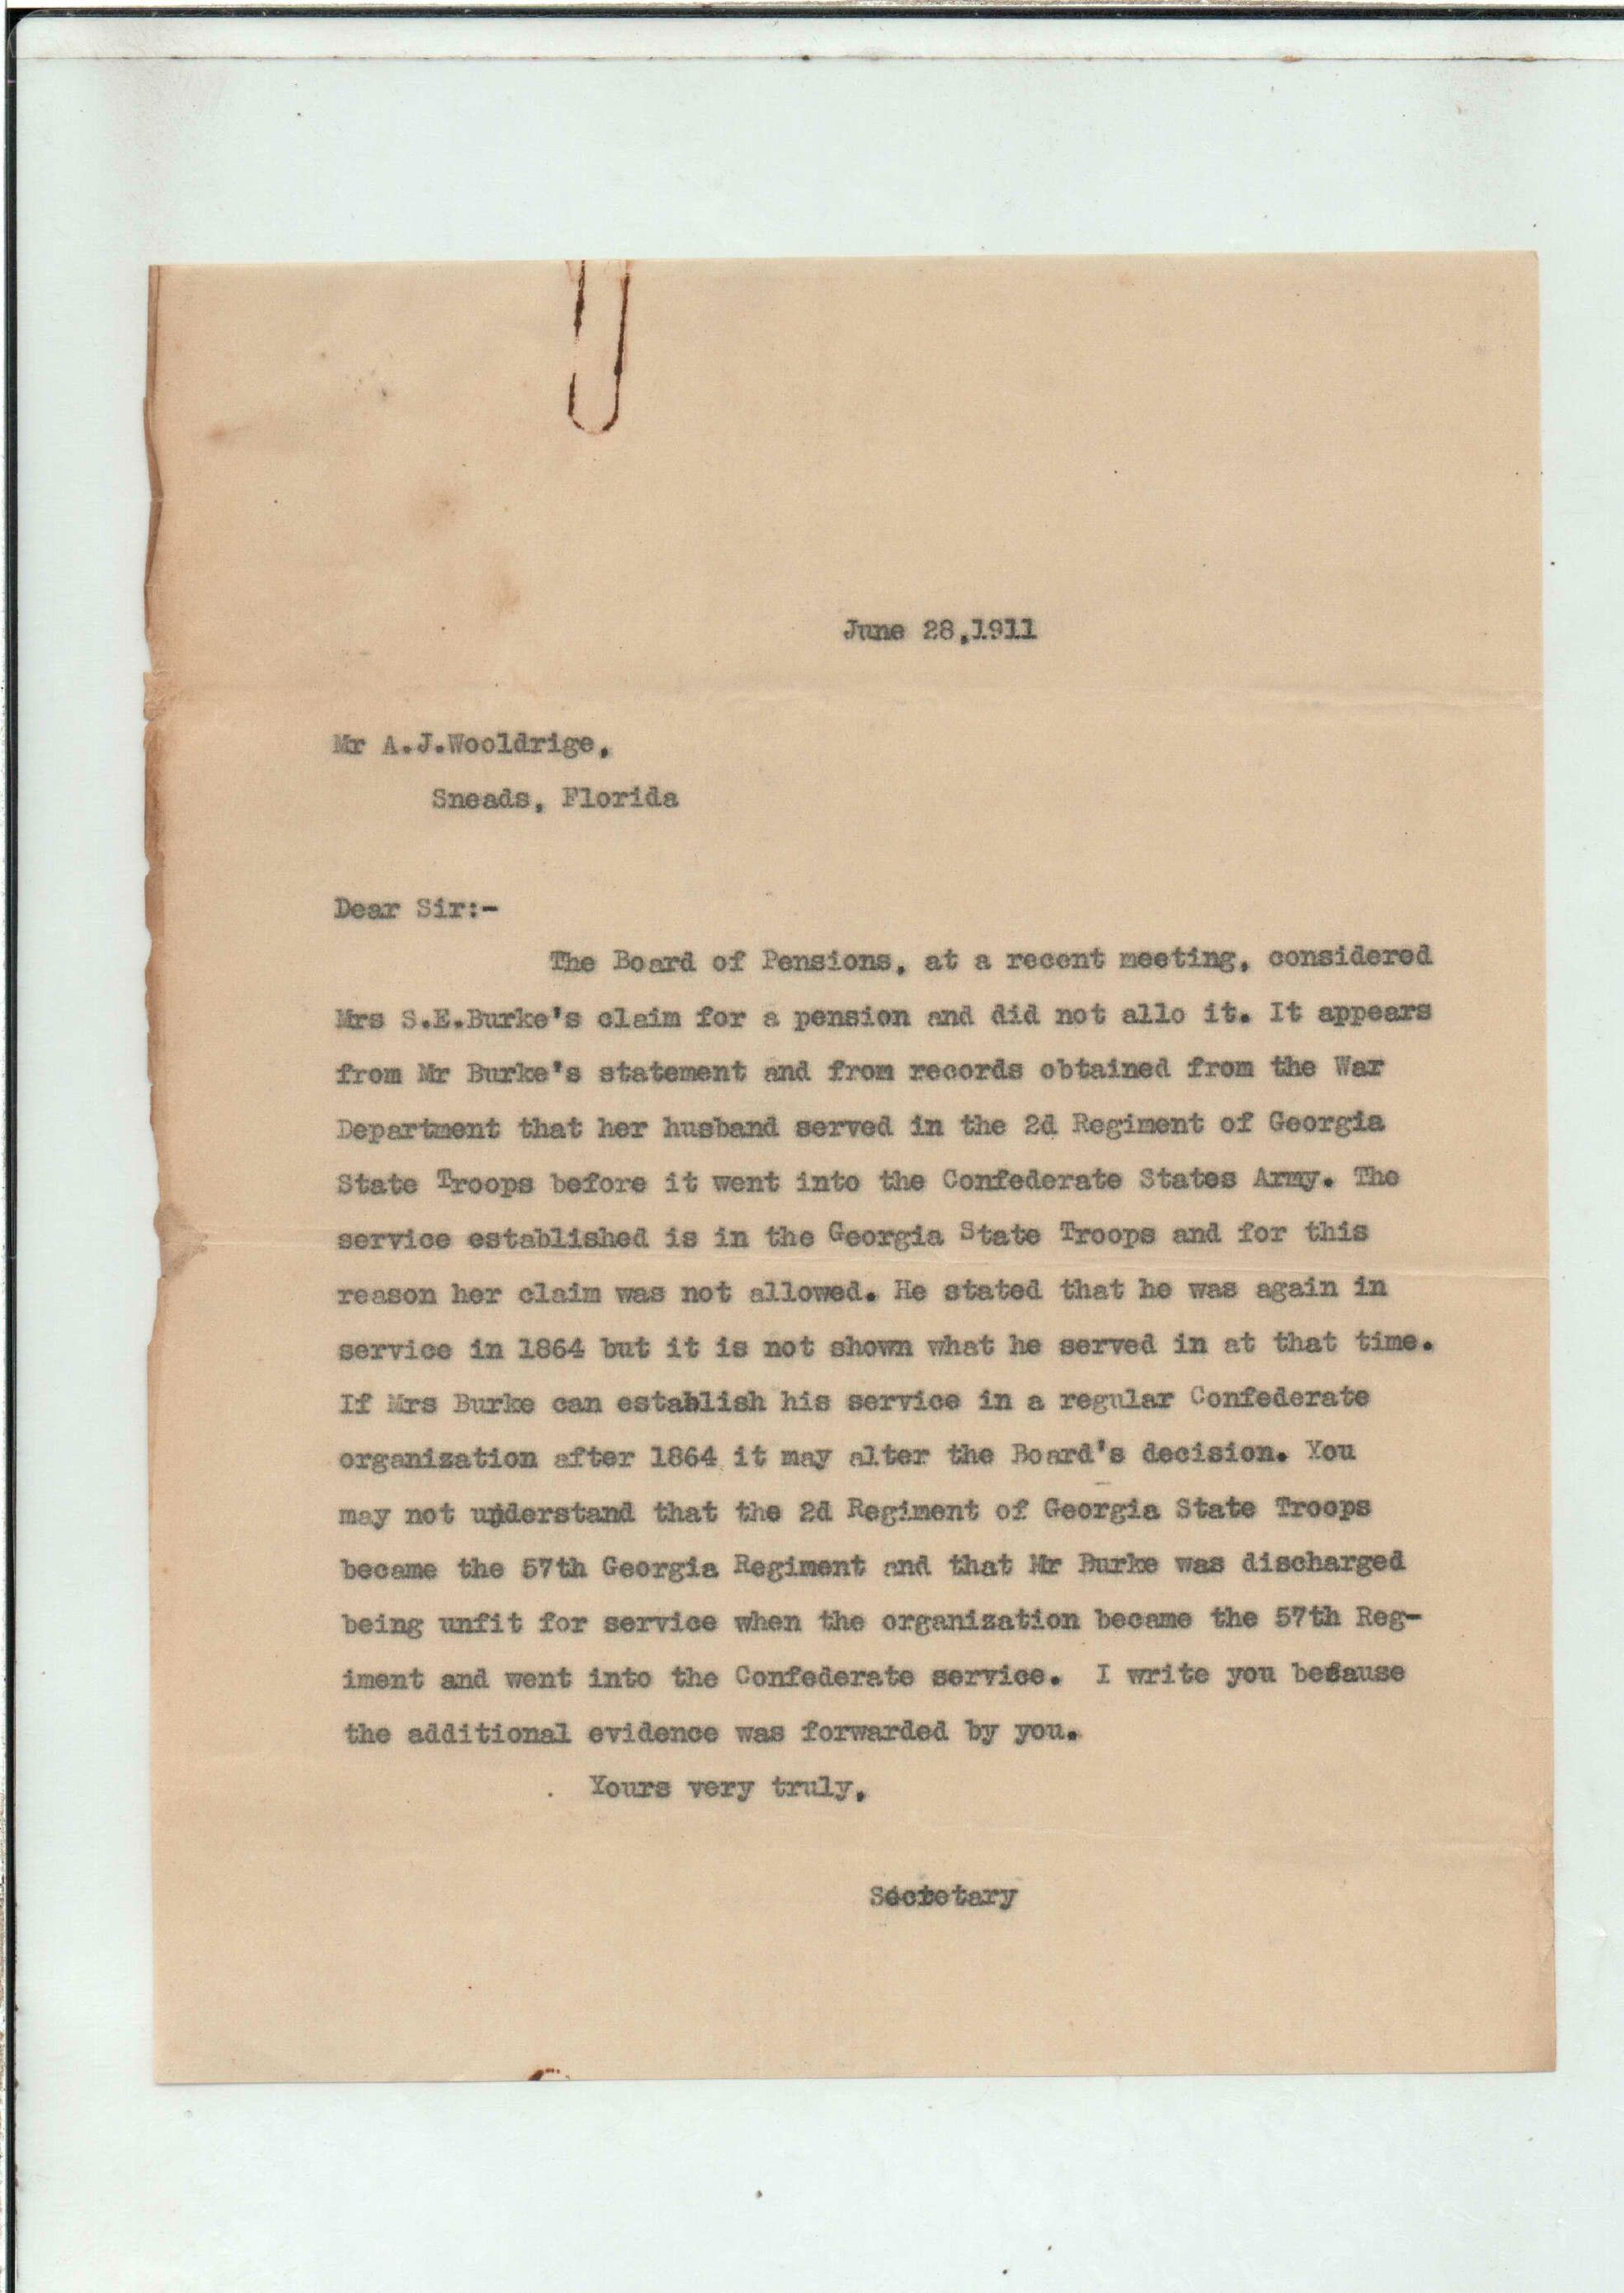 June 28,1911
Mr A.J.Wooldrige,
Sneads, Florida
Dear Sir:-
The Board of Pensions, at a recent meeting, considered
Mrs S.E.Burke's claim for a pension and did not allo it. It appears
from Mr Burke's statement and from records obtained from the War
Department that her husband served in the 2d Regiment of Georgia
State Troops before it went into the Confederate States Army. The
service established is in the Georgia State Troops and for this
reason her claim was not allowed. He stated that he was again in
service in 1864 but it is not shown what he served in at that time.
If Mrs Burke can establish his service in a regular Confederate
organization after 1864 it may alter the Board's decision. You
may not understand that the 2d Regiment of Georgia State Troops
became the 57th Georgia Regiment and that Mr Burke was discharged
being unfit for service when the organization became the 57th Reg-
iment and went into the Confederate service. I write you because
the additional evidence was forwarded by you.
Yours very truly,
Secretary